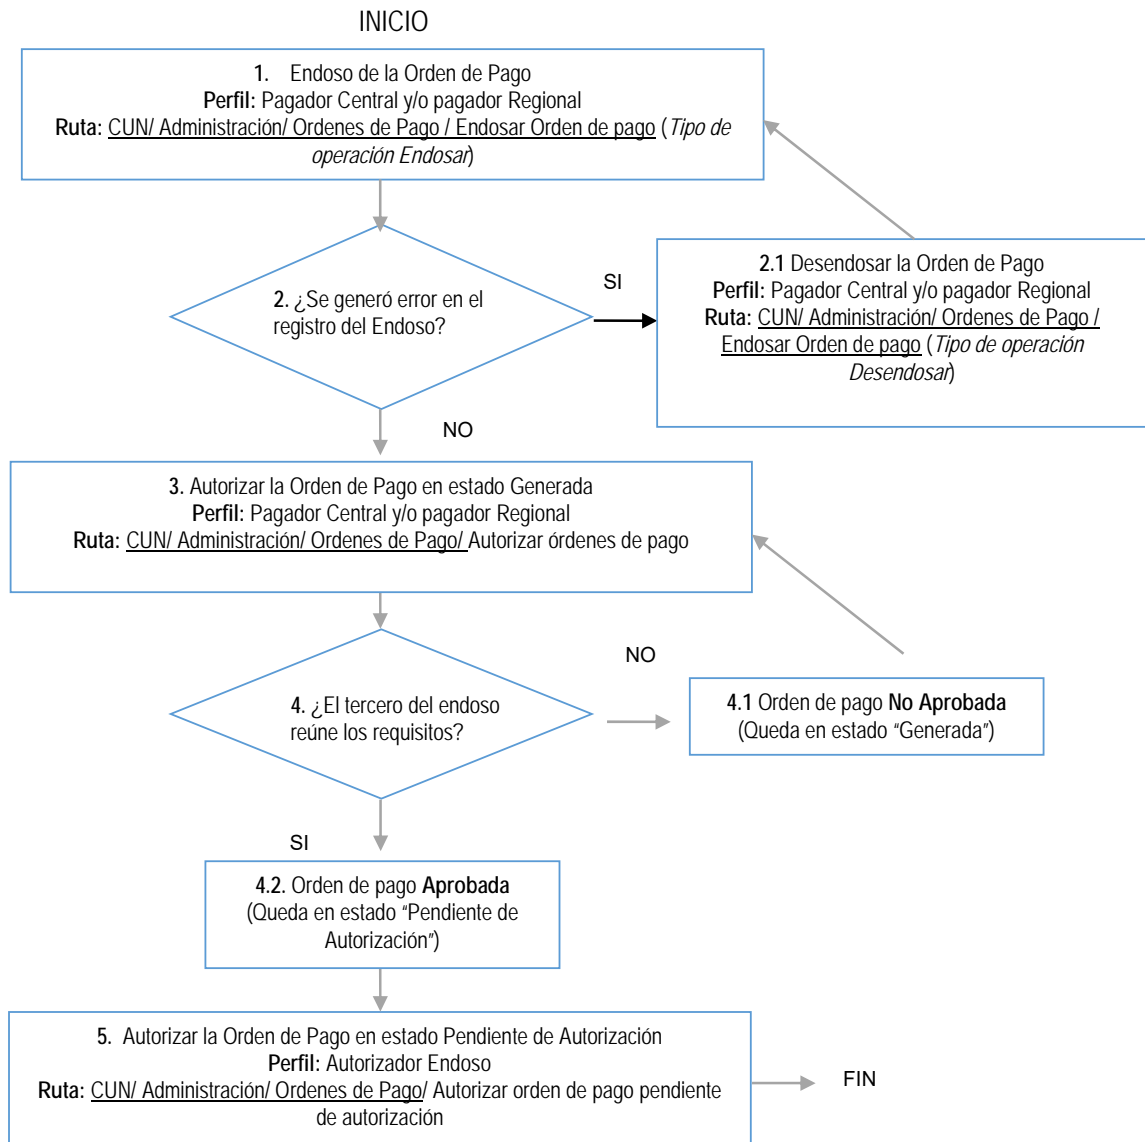 INICIO
1. Endoso de la Orden de Pago
Perfil: Pagador Central y/o pagador Regional
Ruta: CUN/ Administración/ Ordenes de Pago / Endosar Orden de pago (Tipo de
operación Endosar)
2. ¿Se generó error en el
registro del Endoso?
SI
2.1 Desendosar la Orden de Pago
Perfil: Pagador Central y/o pagador Regional
Ruta: CUN/ Administración/ Ordenes de Pago /
Endosar Orden de pago (Tipo de operación
Desendosar)
NO
3. Autorizar la Orden de Pago en estado Generada
Perfil: Pagador Central y/o pagador Regional
Ruta: CUN/ Administración/ Ordenes de Pago/ Autorizar órdenes de pago
4. ¿El tercero del endoso
reúne los requisitos?
NO
4.1 Orden de pago No Aprobada
(Queda en estado “Generada”)
SI
4.2. Orden de pago Aprobada
(Queda en estado “Pendiente de
Autorización”)
5. Autorizar la Orden de Pago en estado Pendiente de Autorización
Perfil: Autorizador Endoso
Ruta: CUN/ Administración/ Ordenes de Pago/ Autorizar orden de pago pendiente
de autorización
FIN